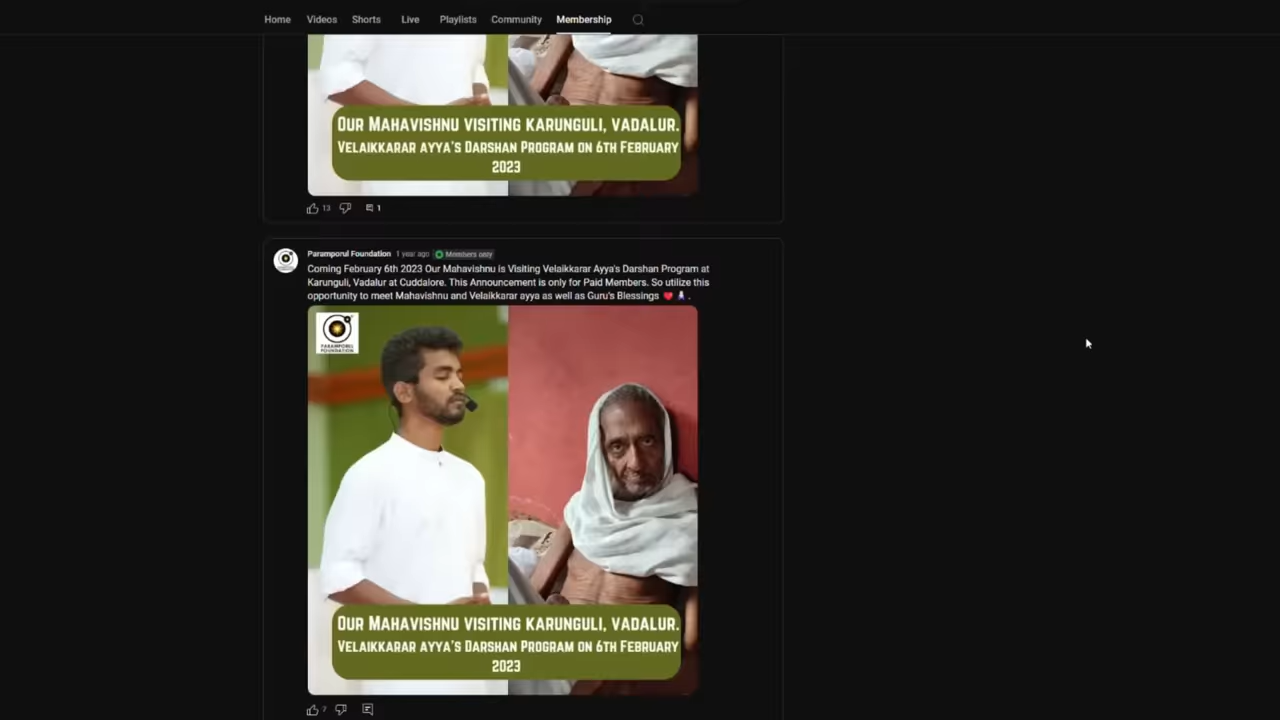 Home Videos Shorts Live Playlists Community Membership
OUR MAHAVISHNU VISITING KARUNGULI, VADALUR.
VELAIKKARAR AYYA'S DARSHAN PROGRAM ON 6TH FEBRUARY
2023
13 1
Paramporul Foundation 1 year ago Members only
Coming February 6th 2023 Our Mahavishnu is Visiting Velaikkarar Ayya's Darshan Program at
Karunguli, Vadalur at Cuddalore. This Announcement is only for Paid Members. So utilize this
opportunity to meet Mahavishnu and Velaikkarar ayya as well as Guru's Blessings ❤️ .
PARAMPORUL
FOUNDATION
OUR MAHAVISHNU VISITING KARUNGULI, VADALUR.
VELAIKKARAR AYYA'S DARSHAN PROGRAM ON 6TH FEBRUARY
2023